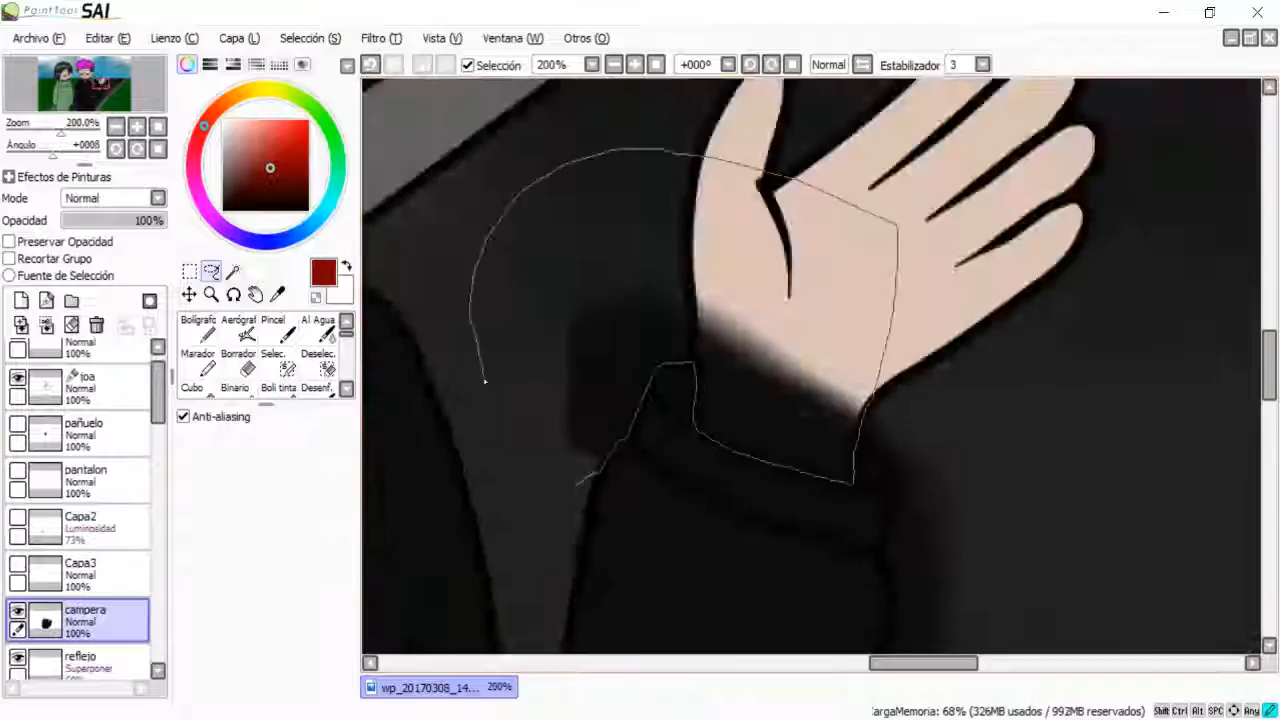 PaintTool SAI
Archivo (F) Editar (E) Lienzo (C) Capa (L) Selección (S) Filtro (T) Vista (V) Ventana (W) Otros (O)
Selección 200% +000° Normal Estabilizador 3
Zoom 200.0%
Ángulo +0008
Efectos de Pinceles
Mode Normal
Opacidad 100%
Preservar Opacidad
Recortar Grupo
Fuente de Selección
Normal
100%
joa
Normal
100%
pañuelo
Normal
100%
pantalon
Normal
100%
Capa2
Luminosidad
73%
Capa3
Normal
100%
campera
Normal
100%
reflejo
Superponer
Bolígrafo Aerógrafo Pincel Al Agua
Marador Borrador Selec. Deselec.
Cubo Binario Boli tinta Desenf.
Anti-aliasing
wp_20170308_14... 200%
CargaMemoria: 68% (326MB usados / 992MB reservados)
Shift Ctrl Alt SPC Any